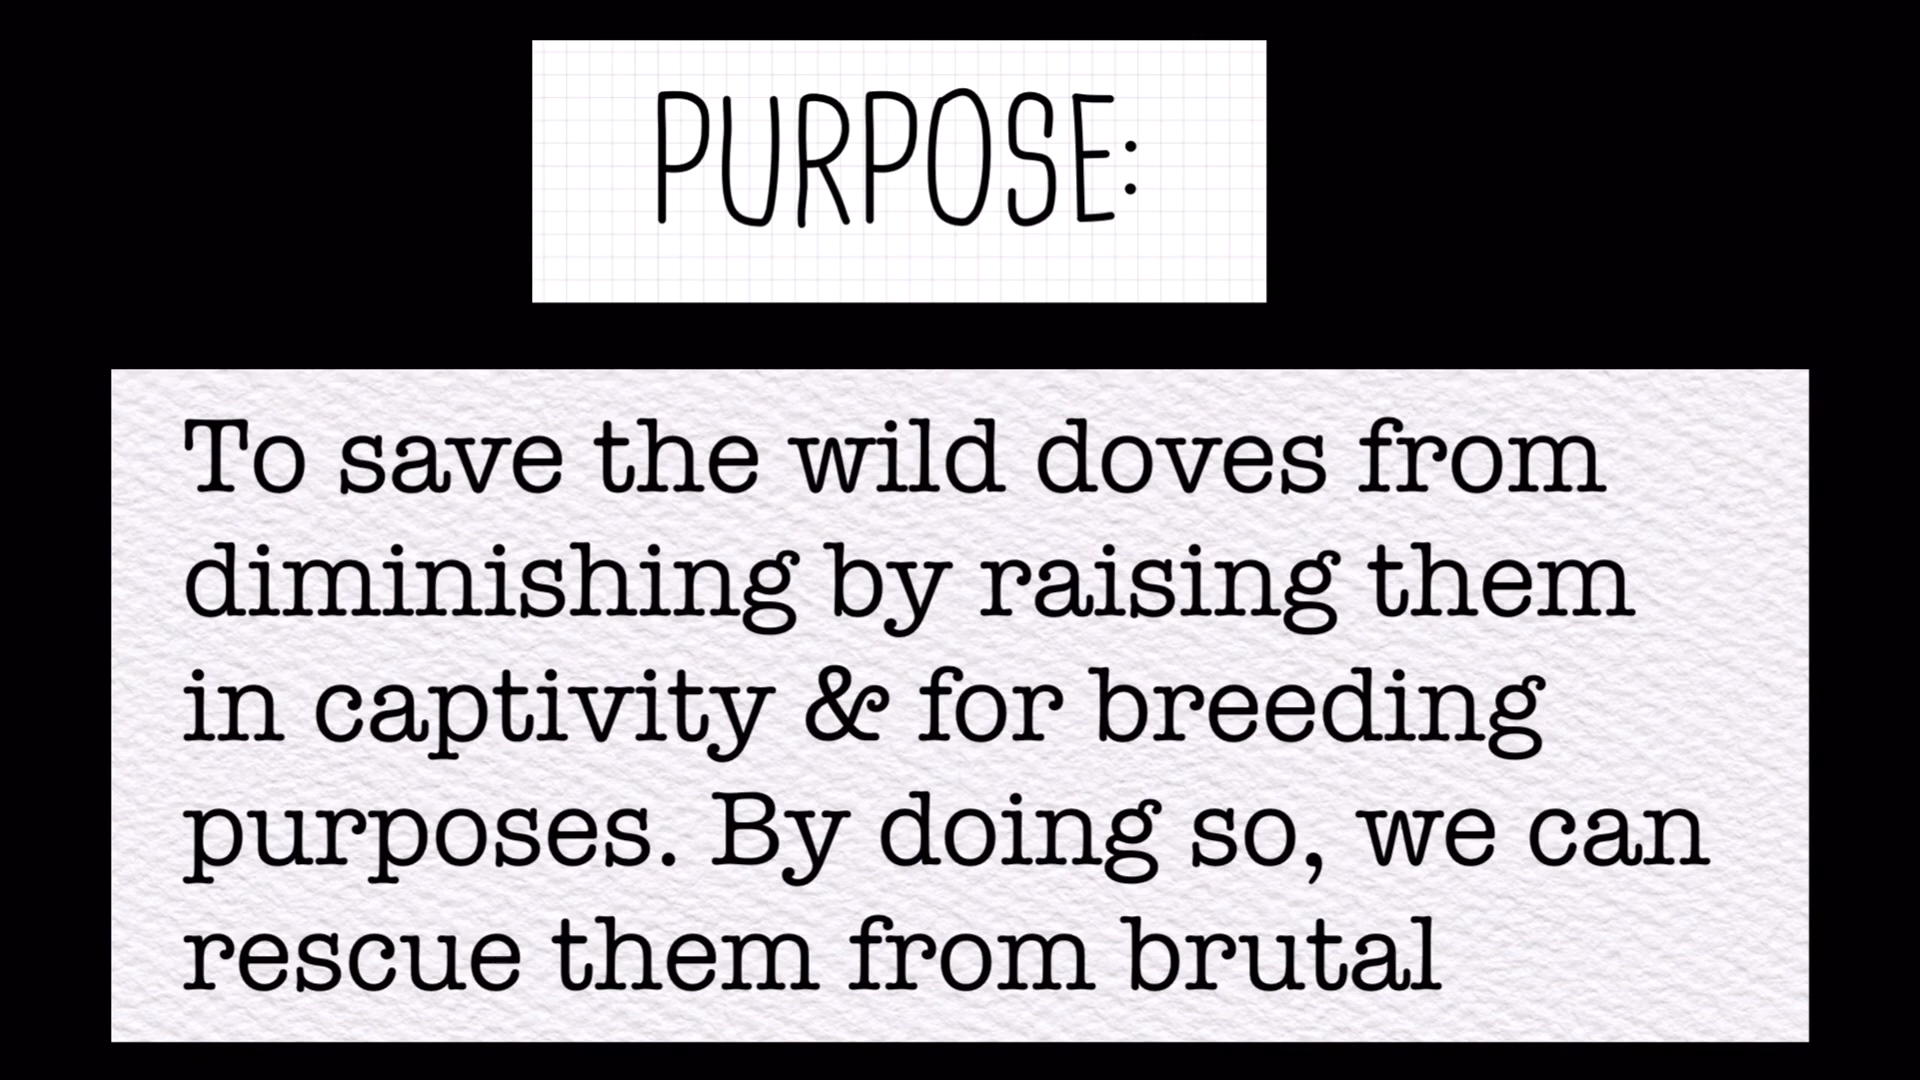 PURPOSE:
To save the wild doves from
diminishing by raising them
in captivity & for breeding
purposes. By doing so, we can
rescue them from brutal